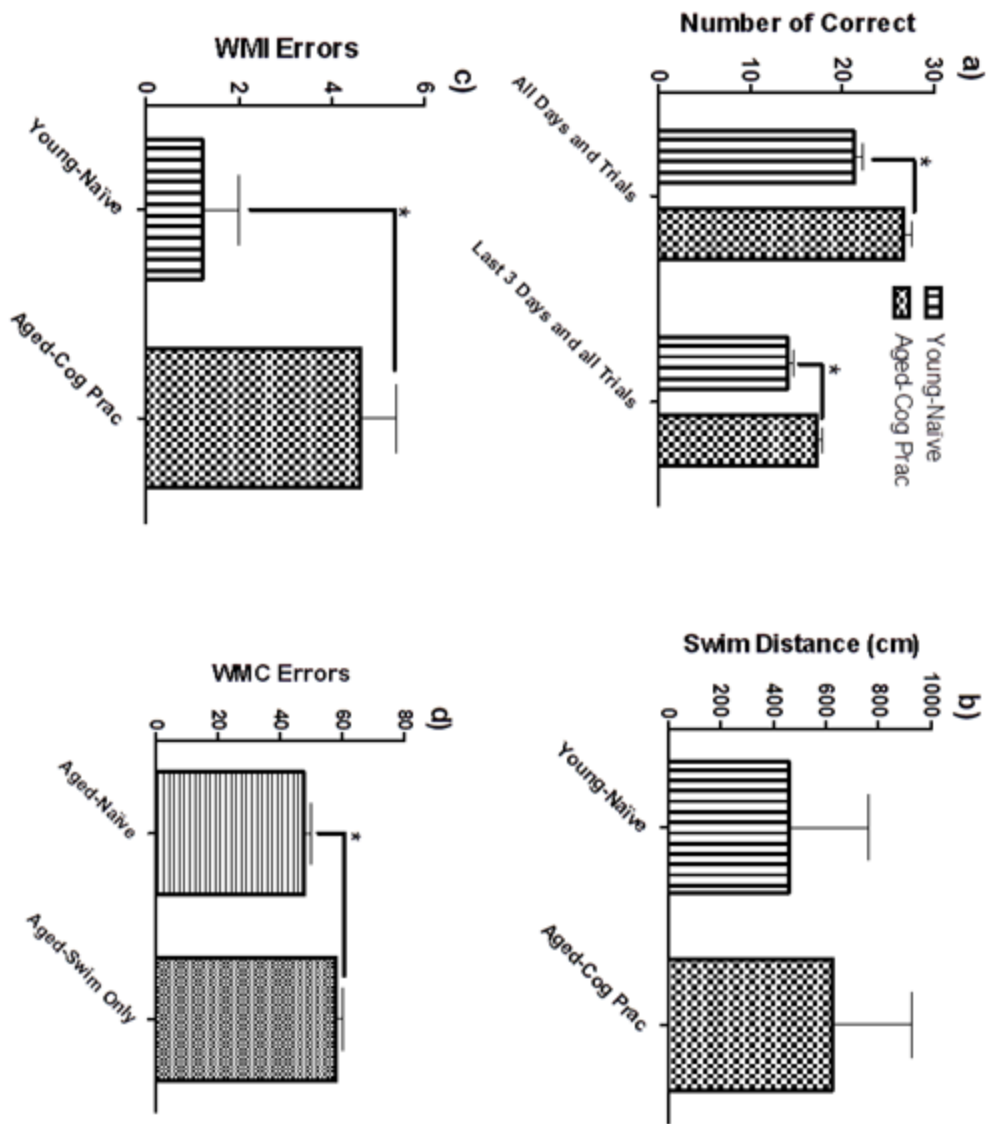 a)
Number of Correct
30
20
10
0
All Days and Trials
Last 3 Days and all Trials
*
*
Young-Naïve
Aged-Cog Prac
b)
Swim Distance (cm)
1000
800
600
400
200
0
Young-Naïve
Aged-Cog Prac
c)
WMI Errors
6
4
2
0
Young-Naïve
Aged-Cog Prac
*
d)
WMC Errors
80
60
40
20
0
Aged-Naïve
Aged-Swim Only
*